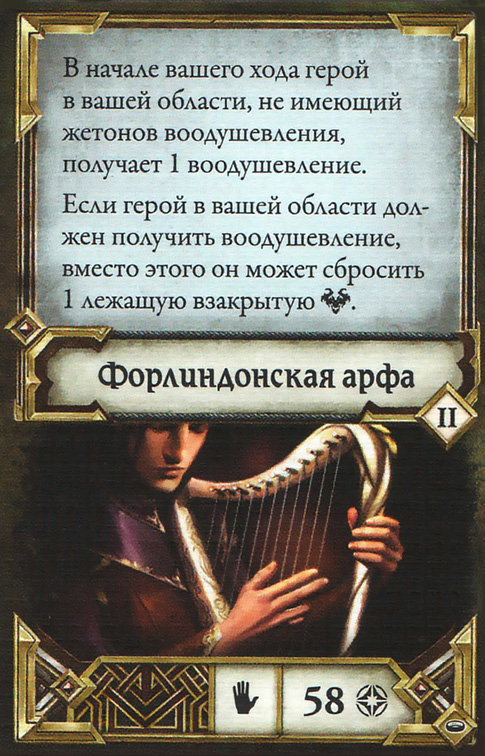 В начале вашего хода герой
в вашей области, не имеющий
жетонов воодушевления,
получает 1 воодушевление.
Если герой в вашей области дол-
жен получить воодушевление,
вместо этого он может сбросить
1 лежащую взакрытую .
Форлиндонская арфа
II
58